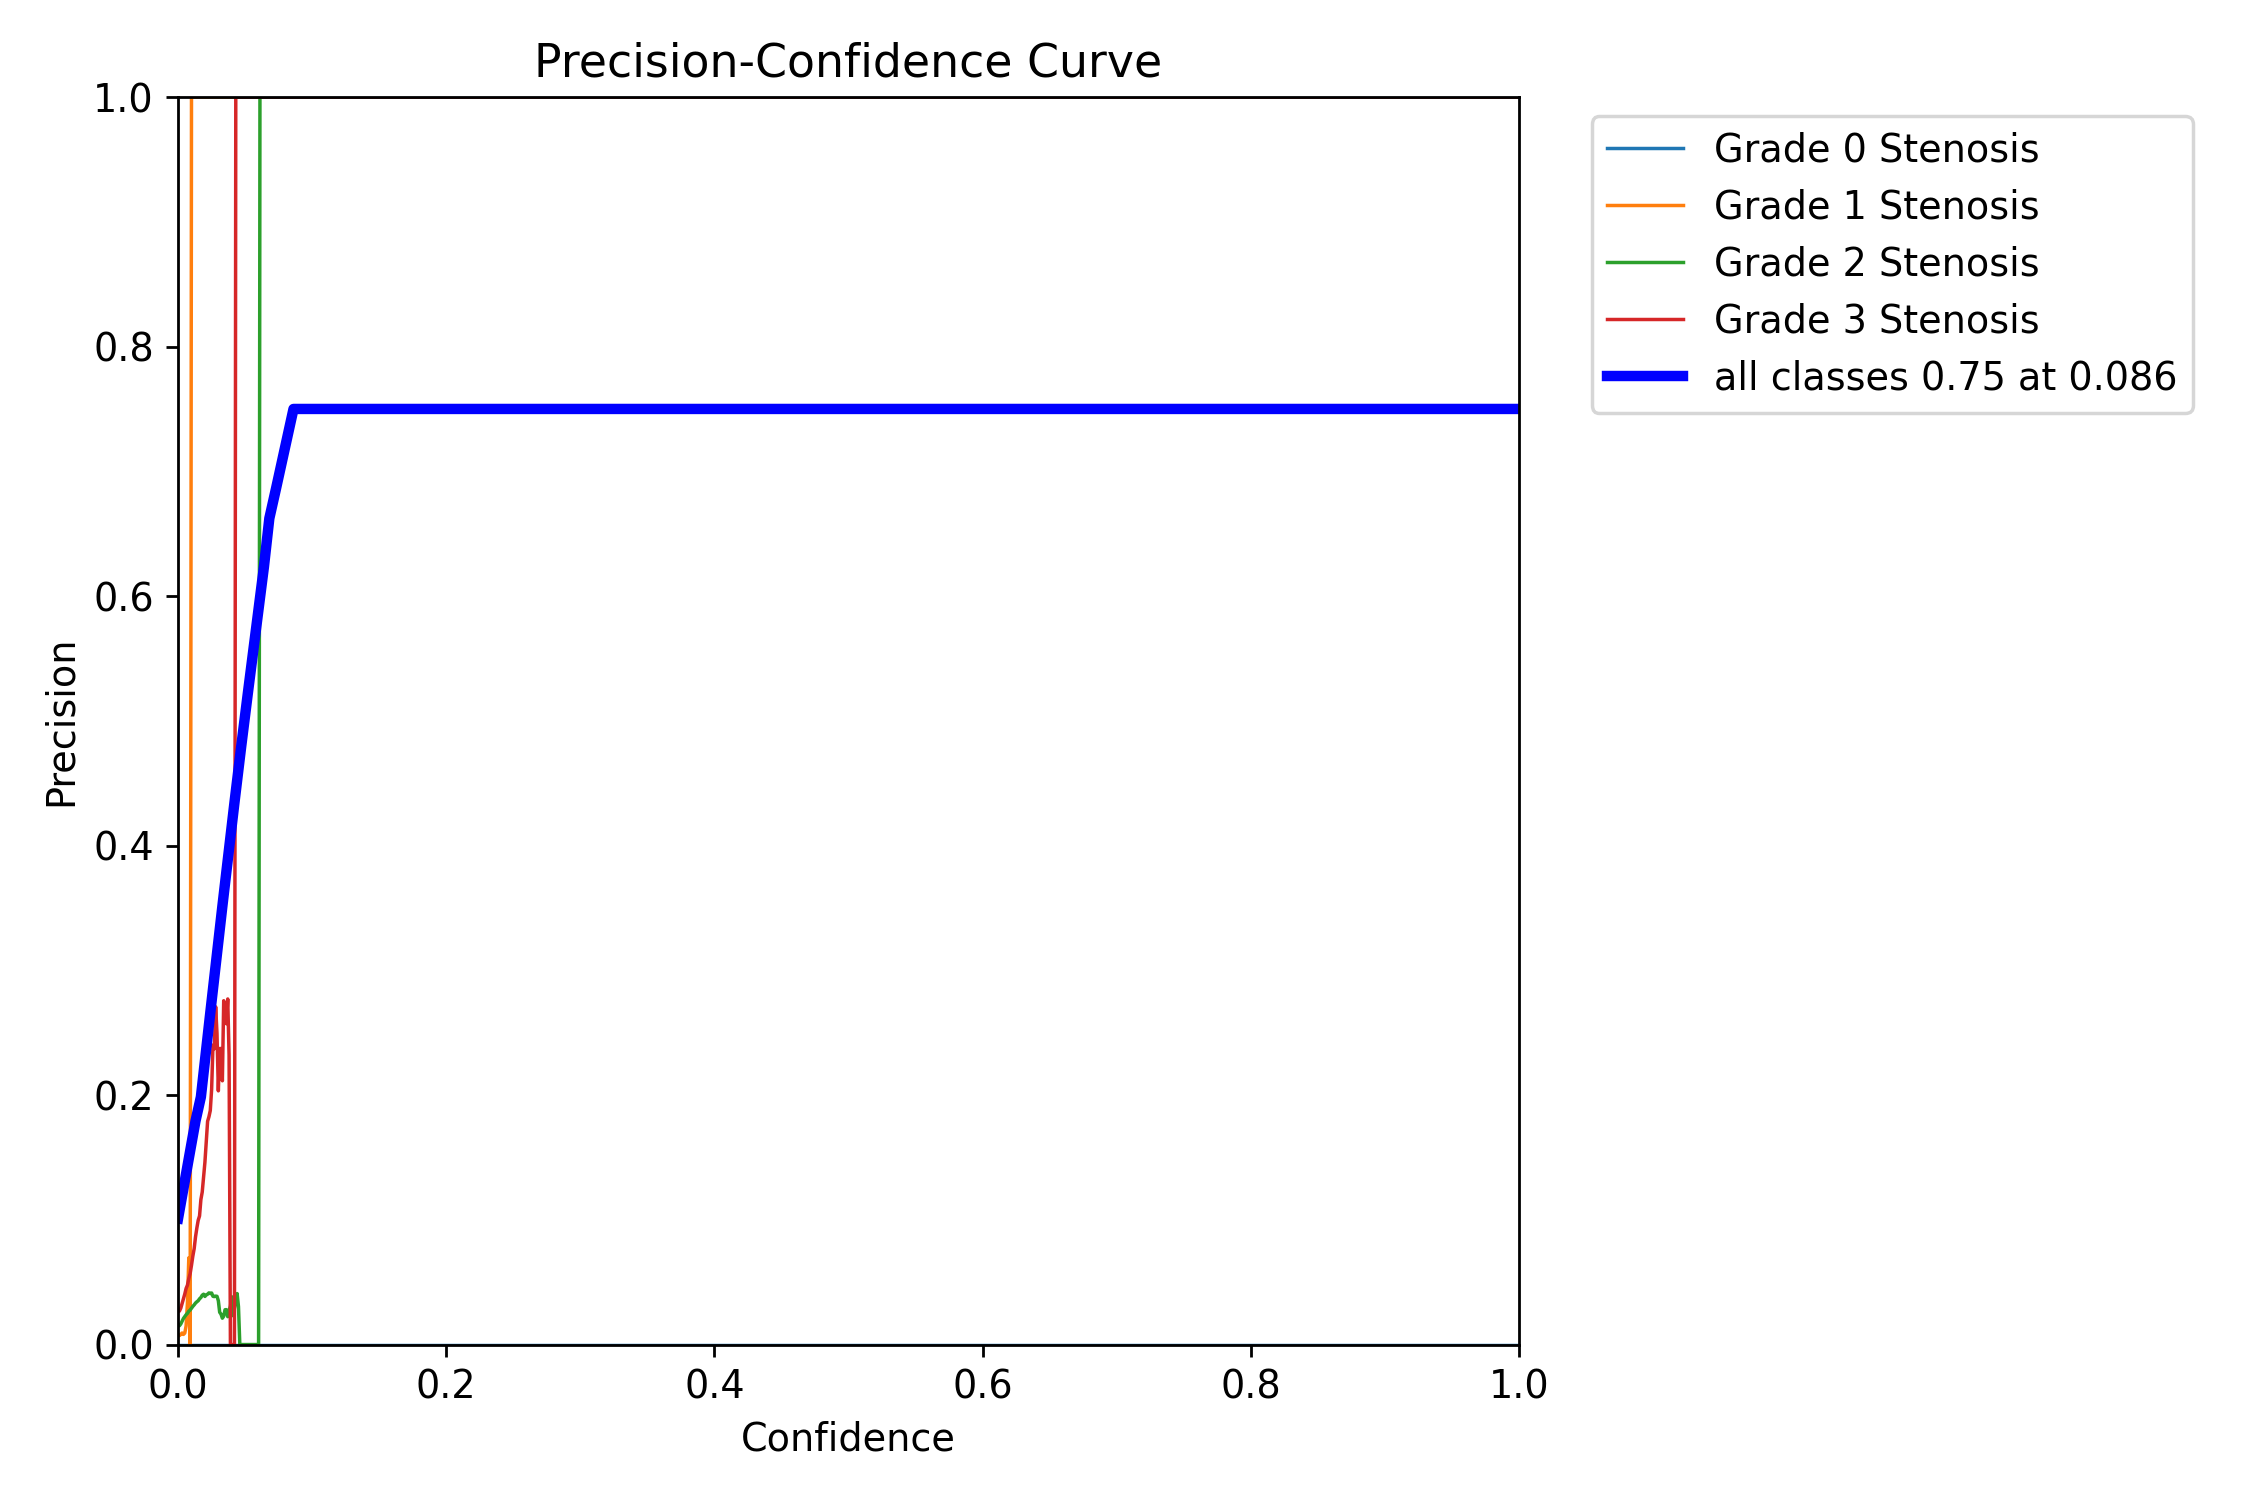 Precision-Confidence Curve
1.0
0.8
0.6
0.4
0.2
0.0
Precision
0.0 0.2 0.4 0.6 0.8 1.0
Confidence
Grade 0 Stenosis
Grade 1 Stenosis
Grade 2 Stenosis
Grade 3 Stenosis
all classes 0.75 at 0.086